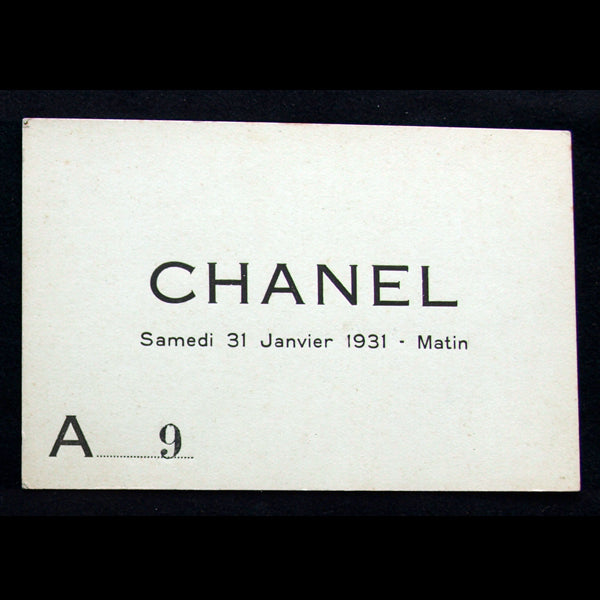 CHANEL
Samedi 31 Janvier 1931 - Matin
A 9